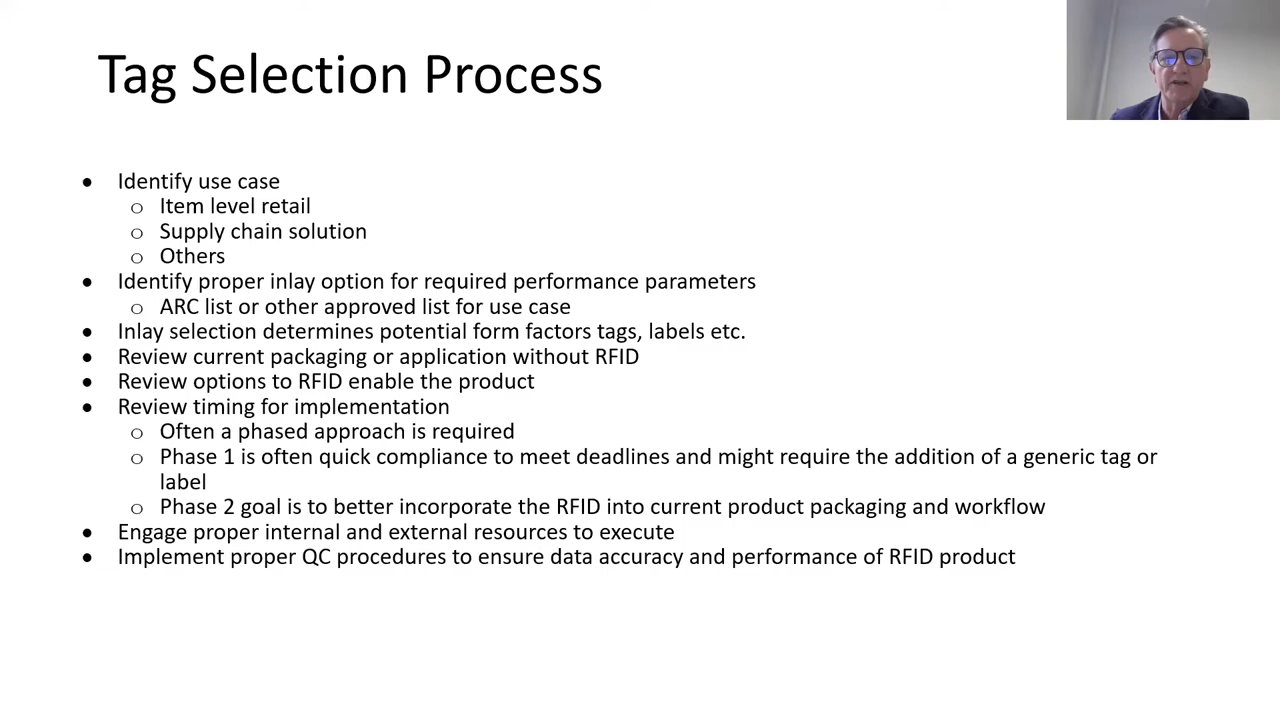 Tag Selection Process
● Identify use case
○ Item level retail
○ Supply chain solution
○ Others
● Identify proper inlay option for required performance parameters
○ ARC list or other approved list for use case
● Inlay selection determines potential form factors tags, labels etc.
● Review current packaging or application without RFID
● Review options to RFID enable the product
● Review timing for implementation
○ Often a phased approach is required
○ Phase 1 is often quick compliance to meet deadlines and might require the addition of a generic tag or
label
○ Phase 2 goal is to better incorporate the RFID into current product packaging and workflow
● Engage proper internal and external resources to execute
● Implement proper QC procedures to ensure data accuracy and performance of RFID product